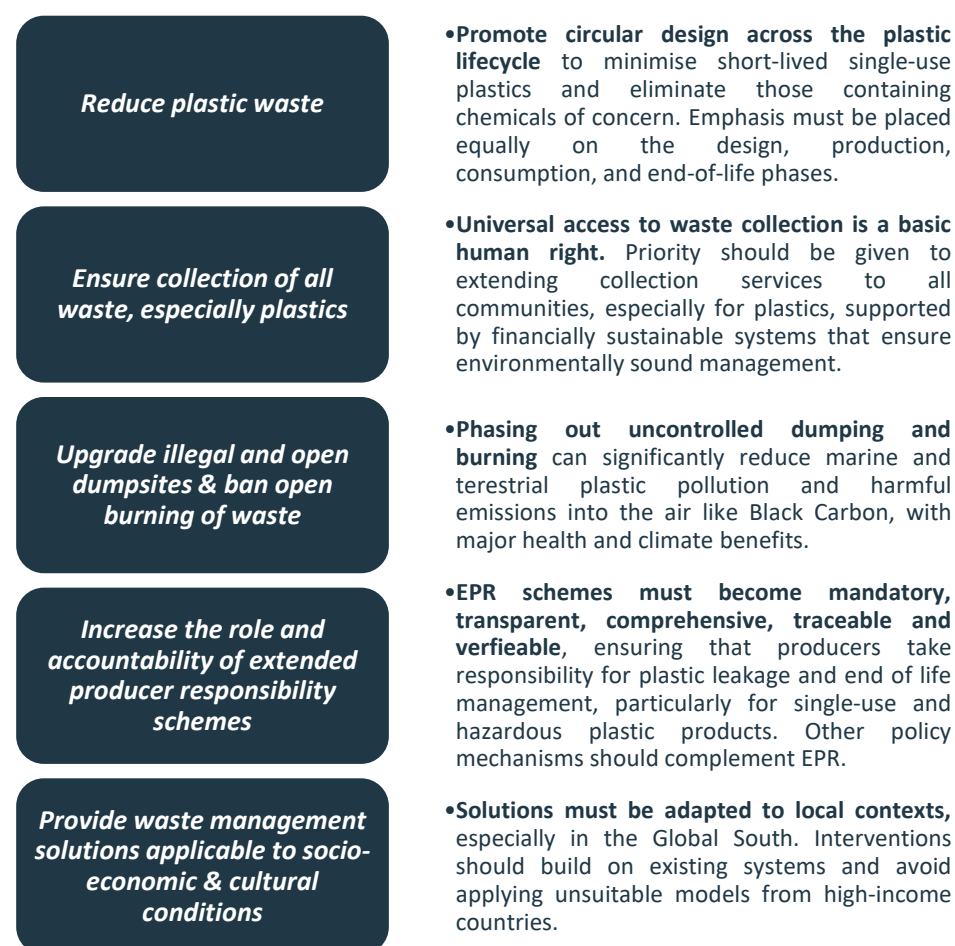 Reduce plastic waste
•Promote circular design across the plastic
lifecycle to minimise short-lived single-use
plastics and eliminate those containing
chemicals of concern. Emphasis must be placed
equally on the design, production,
consumption, and end-of-life phases.
Ensure collection of all
waste, especially plastics
•Universal access to waste collection is a basic
human right. Priority should be given to
extending collection services to all
communities, especially for plastics, supported
by financially sustainable systems that ensure
environmentally sound management.
Upgrade illegal and open
dumpsites & ban open
burning of waste
•Phasing out uncontrolled dumping and
burning can significantly reduce marine and
terestrial plastic pollution and harmful
emissions into the air like Black Carbon, with
major health and climate benefits.
Increase the role and
accountability of extended
producer responsibility
schemes
•EPR schemes must become mandatory,
transparent, comprehensive, traceable and
verfieable, ensuring that producers take
responsibility for plastic leakage and end of life
management, particularly for single-use and
hazardous plastic products. Other policy
mechanisms should complement EPR.
Provide waste management
solutions applicable to socio-
economic & cultural
conditions
•Solutions must be adapted to local contexts,
especially in the Global South. Interventions
should build on existing systems and avoid
applying unsuitable models from high-income
countries.